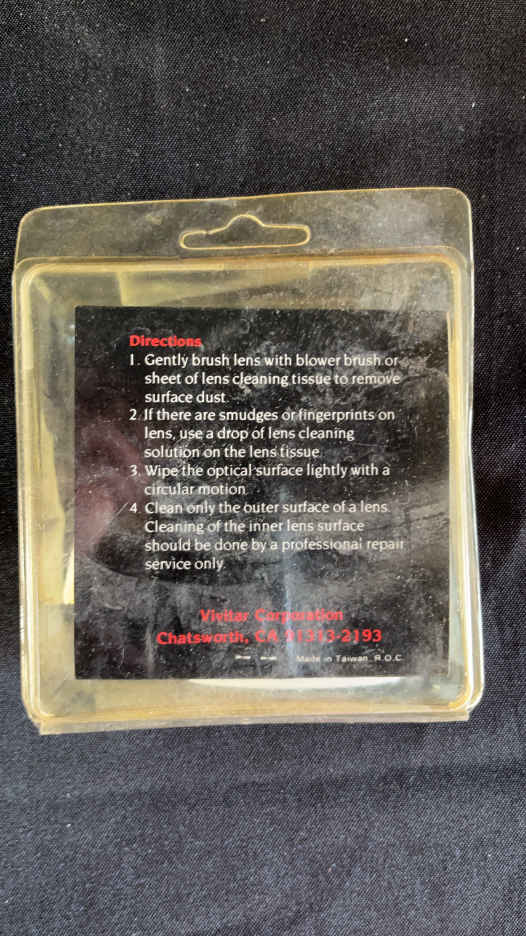 Directions
1. Gently brush lens with blower brush or
sheet of lens cleaning tissue to remove
surface dust.
2. If there are smudges or fingerprints on
lens, use a drop of lens cleaning
solution on the lens tissue.
3. Wipe the optical surface lightly with a
circular motion.
4. Clean only the outer surface of a lens.
Cleaning of the inner lens surface
should be done by a professional repair
service only.
Vivitar Corporation
Chatsworth, CA 91313-2193
Made in Taiwan, R.O.C.